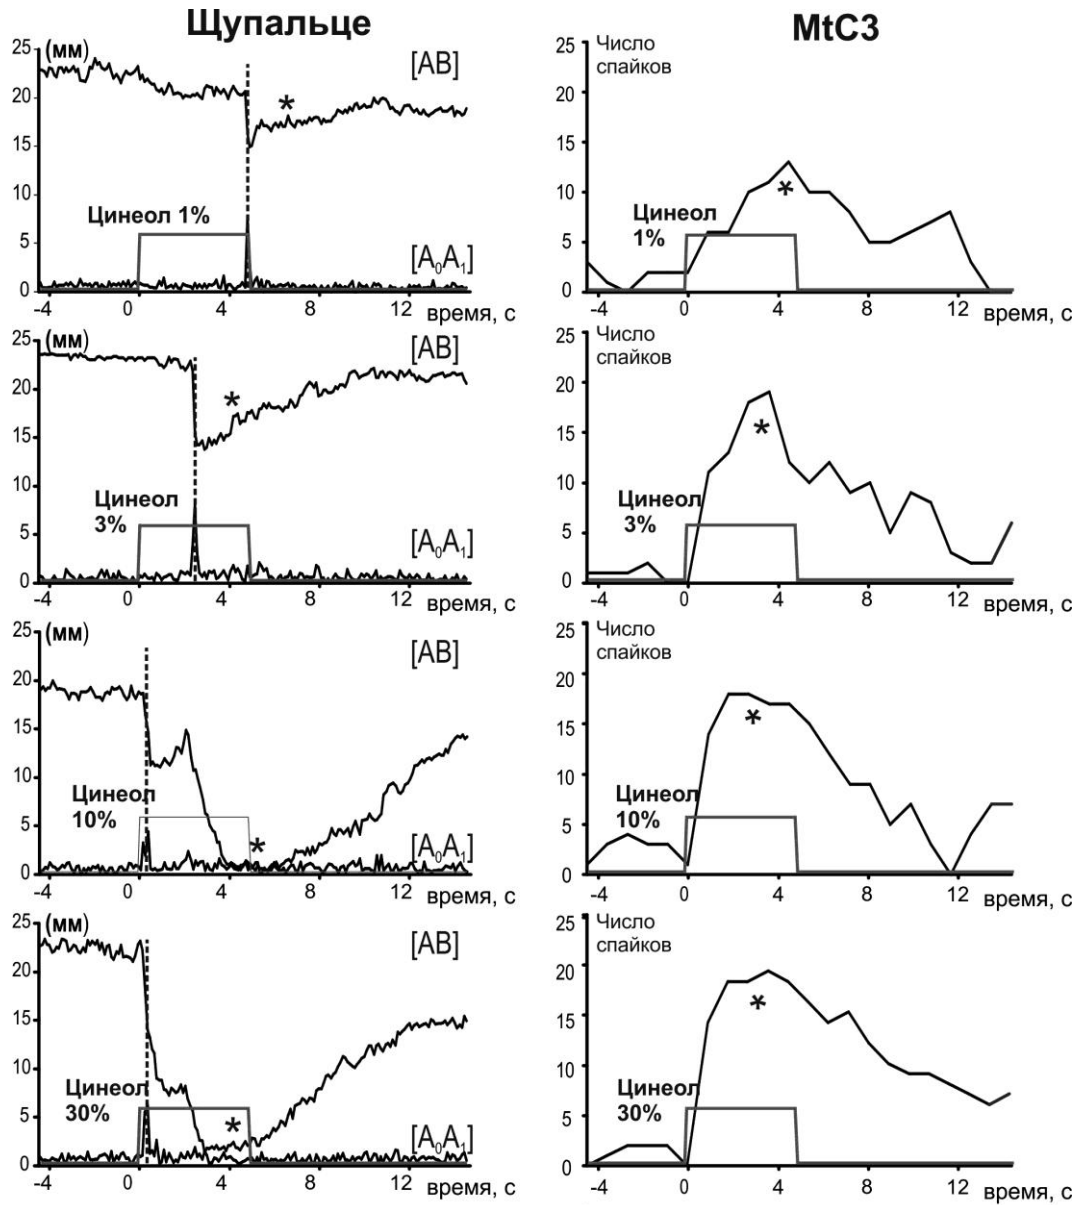 Щупальце
MtC3
(мм)
25
20
15
10
5
0
[AB]
*
Цинеол 1%
[A₀A₁]
-4 0 4 8 12 время, с
Число
спайков
25
20
15
10
5
0
*
Цинеол
1%
-4 0 4 8 12 время, с
(мм)
25
20
15
10
5
0
[AB]
*
Цинеол
3%
[A₀A₁]
-4 0 4 8 12 время, с
Число
спайков
25
20
15
10
5
0
*
Цинеол
3%
-4 0 4 8 12 время, с
(мм)
25
20
15
10
5
0
[AB]
Цинеол
10%
*
[A₀A₁]
-4 0 4 8 12 время, с
Число
спайков
25
20
15
10
5
0
*
Цинеол
10%
-4 0 4 8 12 время, с
(мм)
25
20
15
10
5
0
[AB]
Цинеол
30%
*
[A₀A₁]
-4 0 4 8 12 время, с
Число
спайков
25
20
15
10
5
0
*
Цинеол
30%
-4 0 4 8 12 время, с